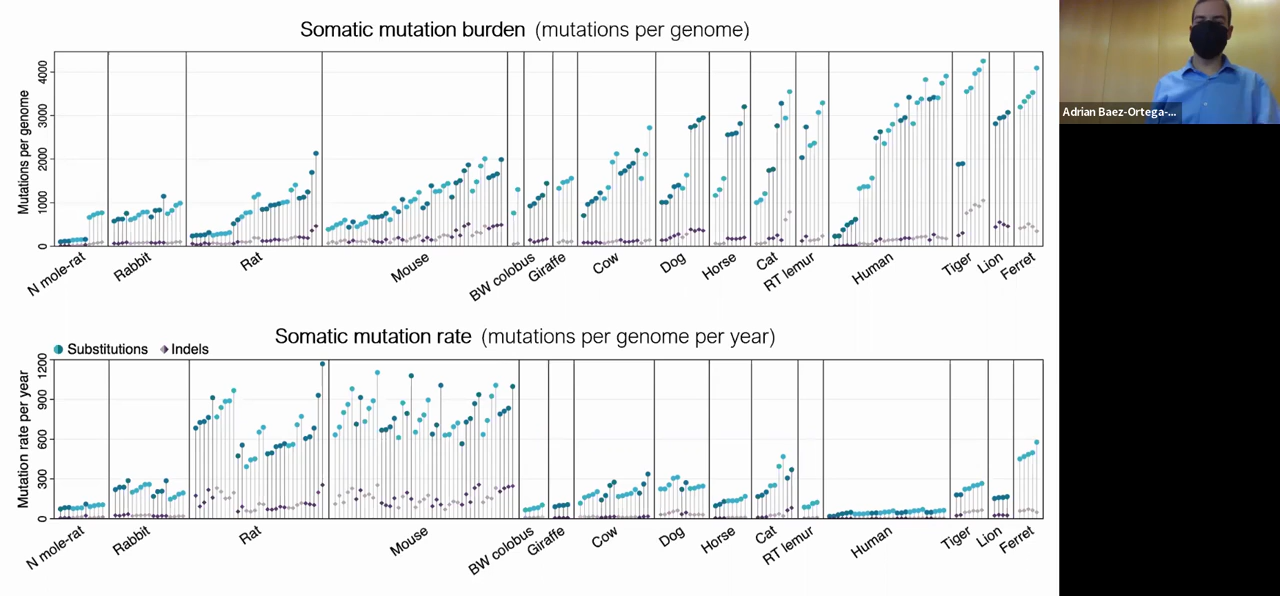 Somatic mutation burden (mutations per genome)
Mutations per genome
4000
3000
2000
1000
0
N mole-rat
Rabbit
Rat
Mouse
BW colobus
Giraffe
Cow
Dog
Horse
Cat
RT lemur
Human
Tiger
Lion
Ferret
Adrian Baez-Ortega-...
Somatic mutation rate (mutations per genome per year)
Substitutions
Indels
Mutation rate per year
1200
900
600
300
0
N mole-rat
Rabbit
Rat
Mouse
BW colobus
Giraffe
Cow
Dog
Horse
Cat
RT lemur
Human
Tiger
Lion
Ferret